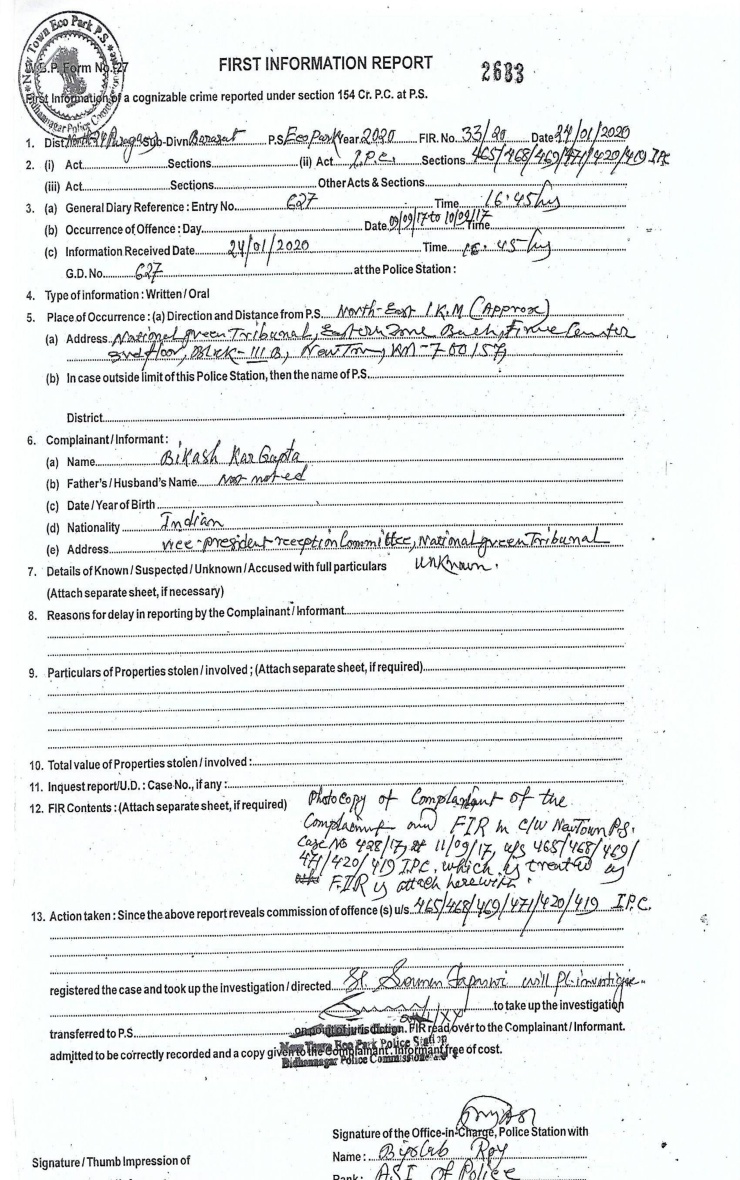 New Town Eco Park P.S.
Bidhannagar Police
P. Form No. 27
FIRST INFORMATION REPORT
2683
First Information of a cognizable crime reported under section 154 Cr. P.C. at P.S.
1. Dist. North 24 Parganas Sub-Divn. Barasat P.S. Eco Park Year 2020 FIR. No. 33/20 Date 24/01/2020
2. (i) Act Sections (ii) Act I.P.C. Sections 465/468/469/471/420/419 IPC
(iii) Act Sections Other Acts & Sections
3. (a) General Diary Reference : Entry No. 627 Time 16.45 hrs
(b) Occurrence of Offence : Day Date 09/09/17 to 10/09/17 Time
(c) Information Received Date 24/01/2020 Time 16.45 hrs
G.D. No. 627 at the Police Station :
4. Type of information : Written / Oral
5. Place of Occurrence : (a) Direction and Distance from P.S. North-East 1 K.M (Approx)
(a) Address National green Tribunal, Eastern Zone Center
floor, Block-III B, New Town,
(b) In case outside limit of this Police Station, then the name of P.S.
District
6. Complainant / Informant :
(a) Name Bikash Kar Gupta
(b) Father's / Husband's Name Not noted
(c) Date / Year of Birth
(d) Nationality Indian
(e) Address vice-president reception Committee, National green Tribunal
7. Details of Known / Suspected / Unknown / Accused with full particulars Unknown.
(Attach separate sheet, if necessary)
8. Reasons for delay in reporting by the Complainant / Informant
9. Particulars of Properties stolen / involved ; (Attach separate sheet, if required)
10. Total value of Properties stolen / involved :
11. Inquest report/U.D. : Case No., if any :
12. FIR Contents : (Attach separate sheet, if required) Photo copy of Complainant of the
Complainant and FIR in C/W New Town P.S.
Case No 428/17, dt 11/09/17, u/s 465/468/469/
471/420/419 I.P.C. which is treated as
F.I.R is attach herewith.
13. Action taken : Since the above report reveals commission of offence (s) u/s. 465/468/469/471/420/419 I.P.C.
registered the case and took up the investigation / directed SI Soumen will Pl. investigate.
to take up the investigation
transferred to P.S. on point of jurisdiction. FIR read over to the Complainant / Informant.
New Town Eco Park Police Station
admitted to be correctly recorded and a copy given to the Complainant. Informant free of cost.
Bidhannagar Police Commissionerate
Signature of the Office-in-Charge, Police Station with
Name : Biplab Roy
Signature / Thumb Impression of
Rank : ASI of Police